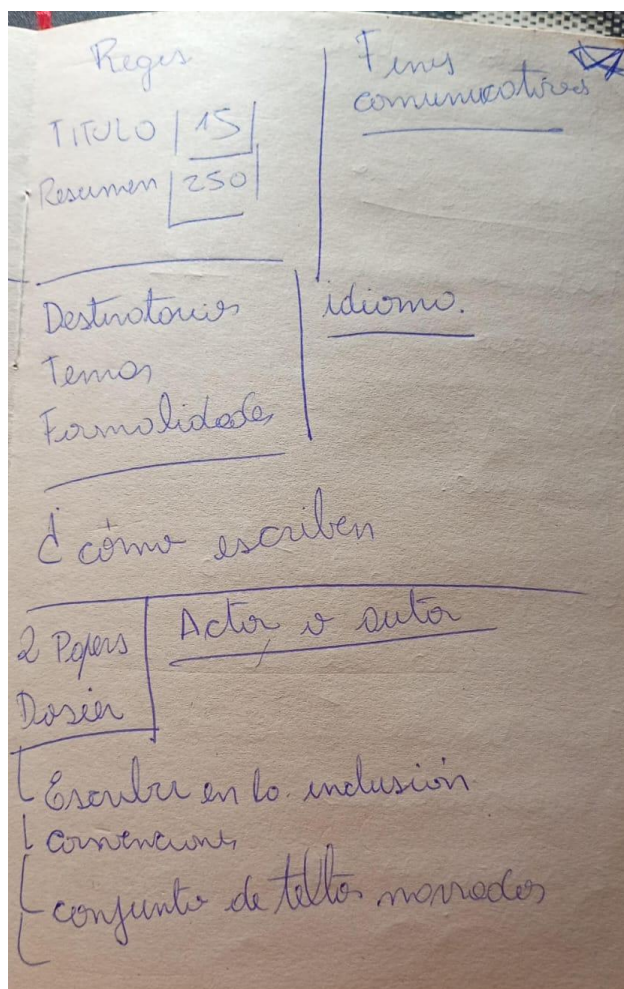 Reges
TITULO | 15 |
Resumen | 250 |
Fines
comunicativos
Destinatarios
Temas
Formalidades
idioma.
¿cómo escriben
2 Papers
Dosier
Actor o autor
Escribir en la inclusión
convenciones
conjunto de textos narrados